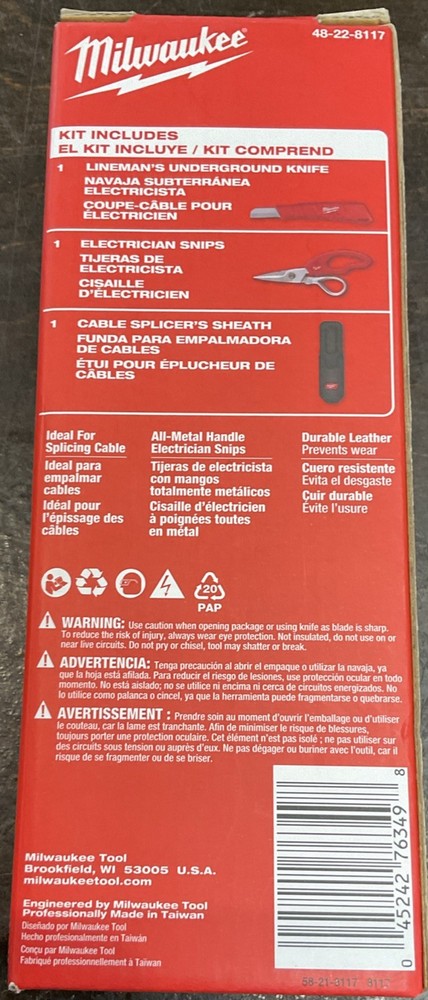 Milwaukee
48-22-8117
KIT INCLUDES
EL KIT INCLUYE / KIT COMPREND
1 LINEMAN'S UNDERGROUND KNIFE
NAVAJA SUBTERRÁNEA
ELECTRICISTA
COUPE-CÂBLE POUR
ÉLECTRICIEN
1 ELECTRICIAN SNIPS
TIJERAS DE
ELECTRICISTA
CISAILLE
D'ÉLECTRICIEN
1 CABLE SPLICER'S SHEATH
FUNDA PARA EMPALMADORA
DE CABLES
ÉTUI POUR ÉPLUCHEUR DE
CÂBLES
Ideal For
Splicing Cable
Ideal para
empalmar
cables
Idéal pour
l'épissage des
câbles
All-Metal Handle
Electrician Snips
Tijeras de electricista
con mangos
totalmente metálicos
Cisaille d'électricien
à poignées toutes
en métal
Durable Leather
Prevents wear
Cuero resistente
Evita el desgaste
Cuir durable
Évite l'usure
20
PAP
WARNING: Use caution when opening package or using knife as blade is sharp.
To reduce the risk of injury, always wear eye protection. Not insulated, do not use on or
near live circuits. Do not pry or chisel, tool may shatter or break.
ADVERTENCIA: Tenga precaución al abrir el empaque o utilizar la navaja, ya
que la hoja está afilada. Para reducir el riesgo de lesiones, use protección ocular en todo
momento. No está aislado; no se utilice ni encima ni cerca de circuitos energizados. No
lo utilice como palanca o cincel, ya que la herramienta puede fragmentarse o quebrarse.
AVERTISSEMENT : Prendre soin au moment d'ouvrir l'emballage ou d'utiliser
le couteau, car la lame est tranchante. Afin de minimiser le risque de blessures,
toujours porter une protection oculaire. Cet élément n'est pas isolé ; ne pas utiliser sur
des circuits sous tension ou auprès d'eux. Ne pas dégager ou buriner avec l'outil, car il
risque de se fragmenter ou de se briser.
Milwaukee Tool
Brookfield, WI 53005 U.S.A.
milwaukeetool.com
Engineered by Milwaukee Tool
Professionally Made in Taiwan
Diseñado por Milwaukee Tool
Hecho profesionalmente en Taiwán
Conçu par Milwaukee Tool
Fabriqué professionnellement à Taïwan
0 45242 76349 8